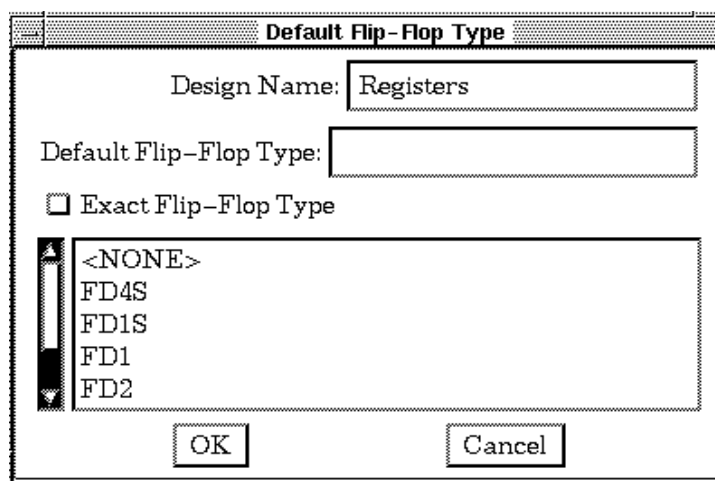 Default Flip-Flop Type
Design Name: Registers
Default Flip-Flop Type:
Exact Flip-Flop Type
<NONE>
FD4S
FD1S
FD1
FD2
OK Cancel